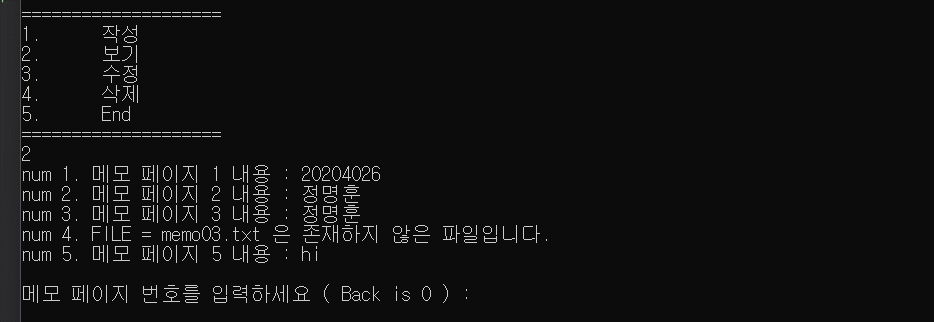 ====================
1. 작성
2. 보기
3. 수정
4. 삭제
5. End
====================
2
num 1. 메모 페이지 1 내용 : 20204026
num 2. 메모 페이지 2 내용 : 정명훈
num 3. 메모 페이지 3 내용 : 정명훈
num 4. FILE = memo03.txt 은 존재하지 않은 파일입니다.
num 5. 메모 페이지 5 내용 : hi
메모 페이지 번호를 입력하세요 ( Back is 0 ) :